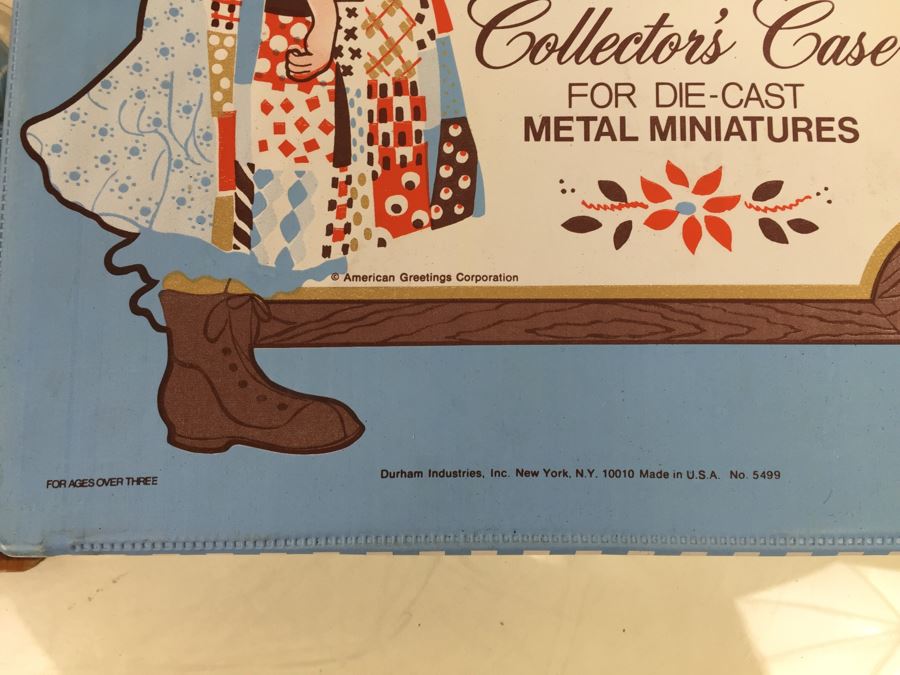 Collector's Case
FOR DIE-CAST
METAL MINIATURES
© American Greetings Corporation
Durham Industries, Inc. New York, N.Y. 10010 Made in U.S.A. No. 5499
FOR AGES OVER THREE